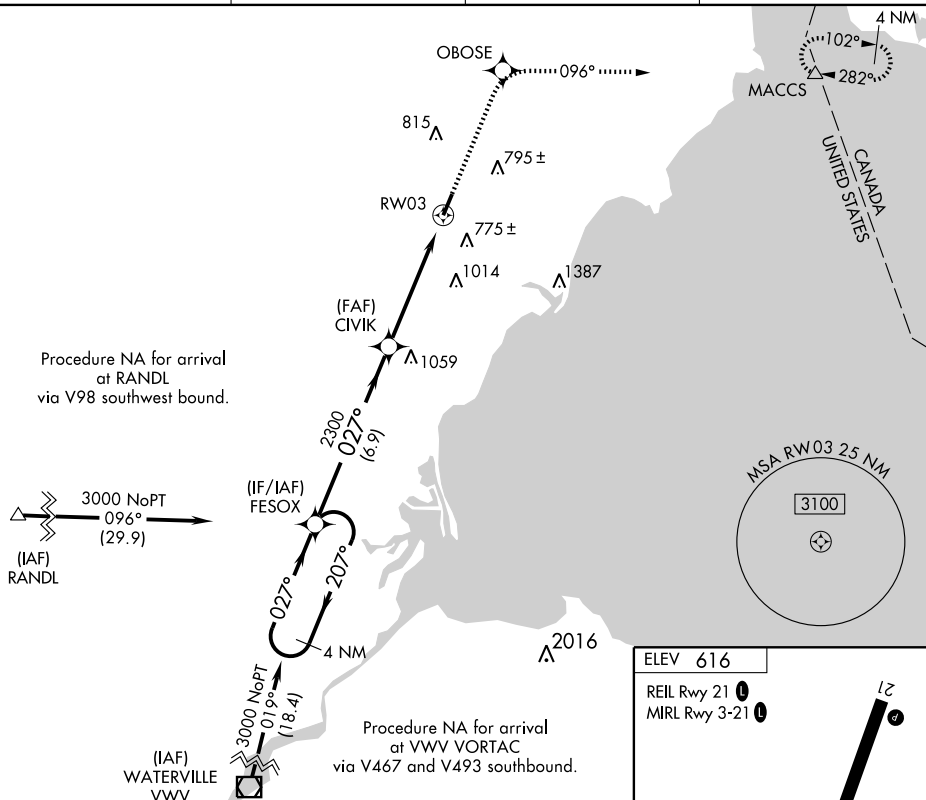 4 NM
OBOSE
096°
102°
282°
MACCS
815
795 ±
CANADA
UNITED STATES
RW03
775 ±
1014
1387
(FAF)
CIVIK
1059
Procedure NA for arrival
at RANDL
via V98 southwest bound.
2300
027°
(6.9)
MSA RW03 25 NM
3100
(IF/IAF)
FESOX
3000 NoPT
096°
(29.9)
(IAF)
RANDL
027°
207°
4 NM
2016
3000 NoPT
019°
(18.4)
Procedure NA for arrival
at VWV VORTAC
via V467 and V493 southbound.
(IAF)
WATERVILLE
VWV
ELEV 616
REIL Rwy 21 L
MIRL Rwy 3-21 L
21
P